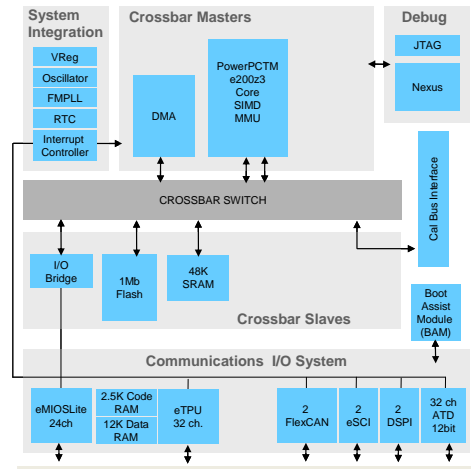 System
Integration
VReg
Oscillator
FMPLL
RTC
Interrupt
Controller
Crossbar Masters
DMA
PowerPCTM
e200z3
Core
SIMD
MMU
Debug
JTAG
Nexus
CROSSBAR SWITCH
Cal Bus Interface
I/O
Bridge
1Mb
Flash
48K
SRAM
Crossbar Slaves
Boot
Assist
Module
(BAM)
Communications I/O System
eMIOSLite
24ch
2.5K Code
RAM
12K Data
RAM
eTPU
32 ch.
2
FlexCAN
2
eSCI
2
DSPI
32 ch
ATD
12bit